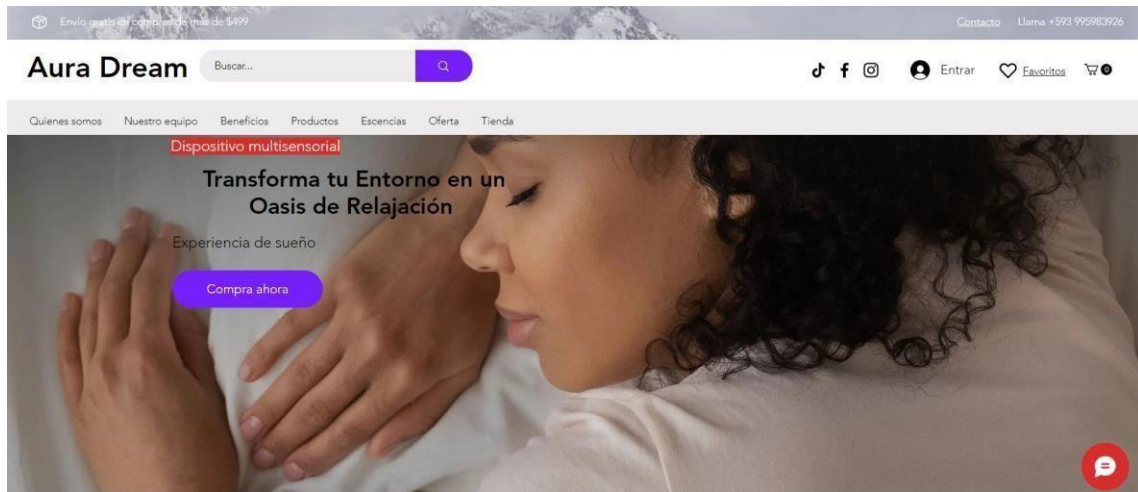 Envío gratis en compras de más de $499
Contacto Llama +593 995983926
Aura Dream
Buscar...
Entrar
Favoritos
0
Quienes somos Nuestro equipo Beneficios Productos Escencias Oferta Tienda
Dispositivo multisensorial
Transforma tu Entorno en un
Oasis de Relajación
Experiencia de sueño
Compra ahora